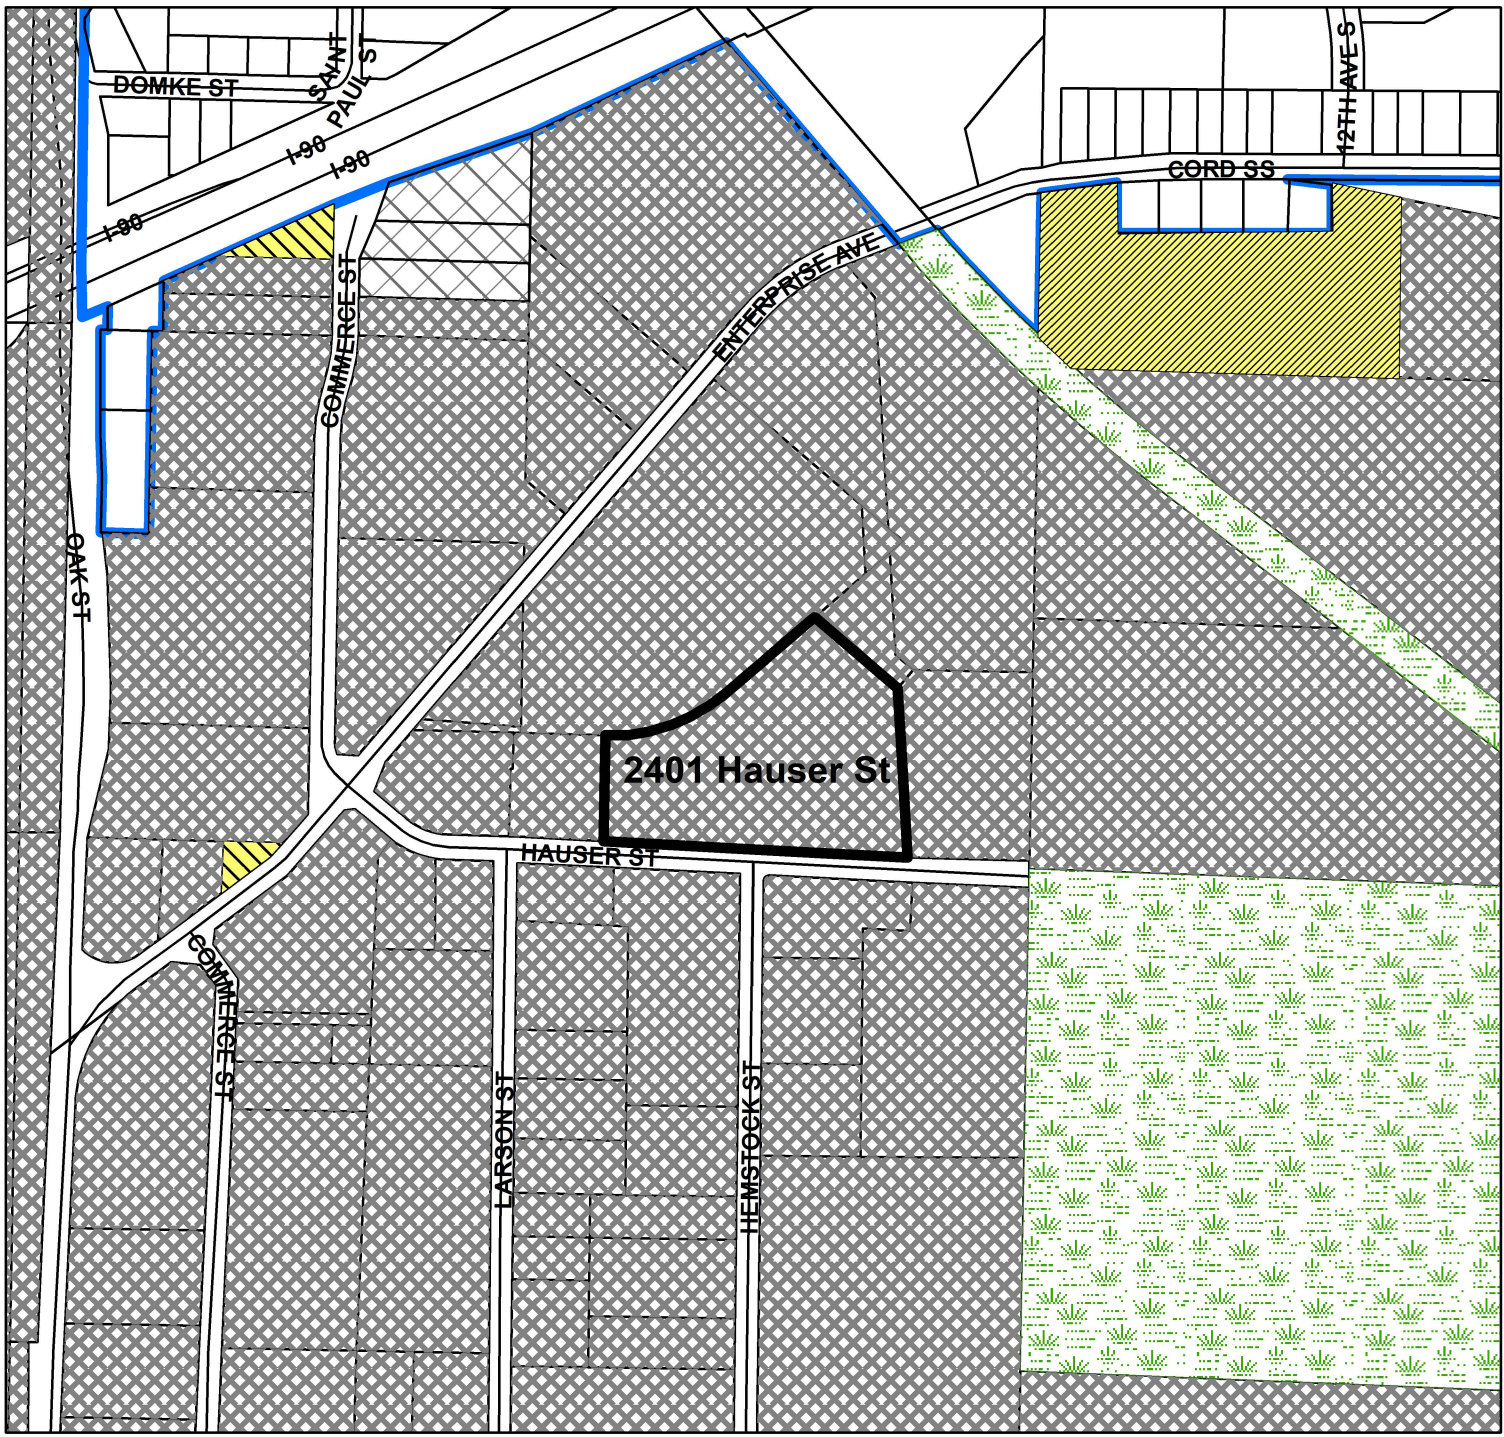 DOMKE ST
SAINT
PAUL ST
12TH AVE S
I-90
I-90
CORD SS
I-90
ENTERPRISE AVE
COMMERCE ST
OAK ST
2401 Hauser St
HAUSER ST
COMMERCE ST
LARSON ST
HEMSTOCK ST